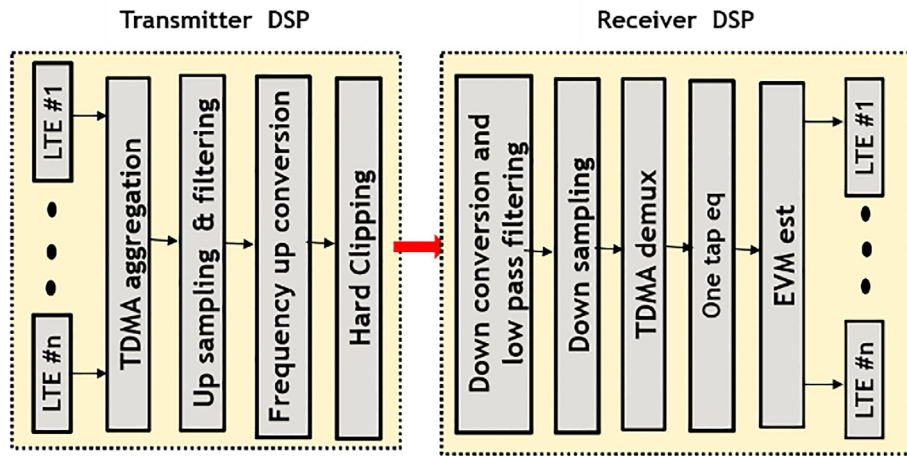 Transmitter DSP
Receiver DSP
LTE #1
LTE #n
TDMA aggregation
Up sampling & filtering
Frequency up conversion
Hard Clipping
Down conversion and
low pass filtering
Down sampling
TDMA demux
One tap eq
EVM est
LTE #1
LTE #n